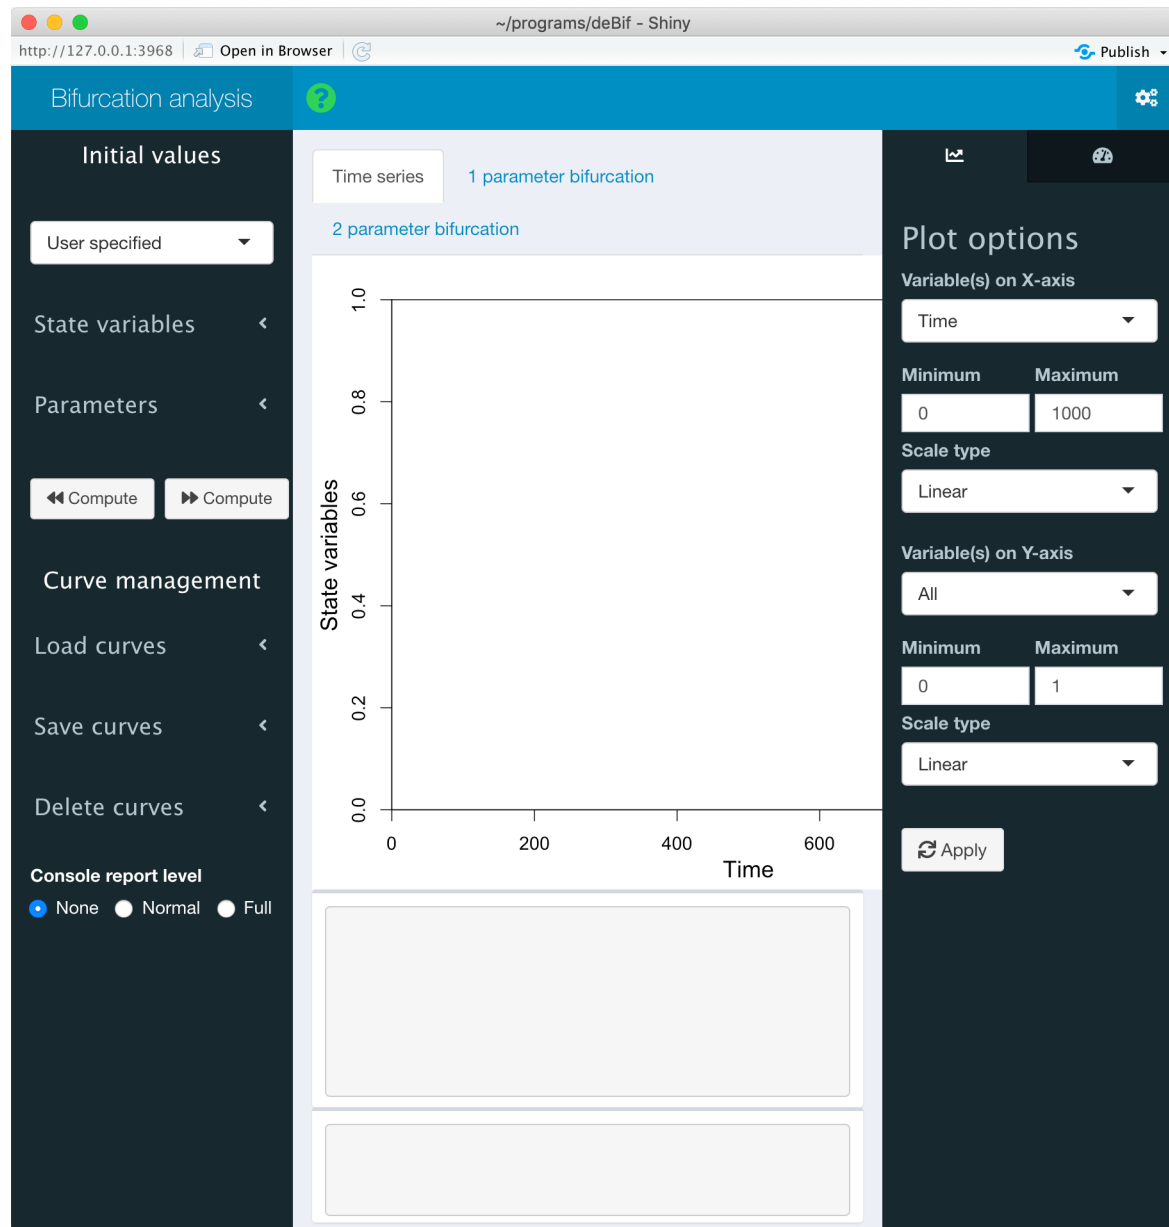 ~/programs/deBif - Shiny
http://127.0.0.1:3968 Open in Browser Publish
Bifurcation analysis ?
Initial values
User specified
State variables
Parameters
Compute Compute
Curve management
Load curves
Save curves
Delete curves
Console report level
None Normal Full
Time series 1 parameter bifurcation
2 parameter bifurcation
State variables
1.0
0.8
0.6
0.4
0.2
0.0
0 200 400 600
Time
Plot options
Variable(s) on X-axis
Time
Minimum Maximum
0 1000
Scale type
Linear
Variable(s) on Y-axis
All
Minimum Maximum
0 1
Scale type
Linear
Apply